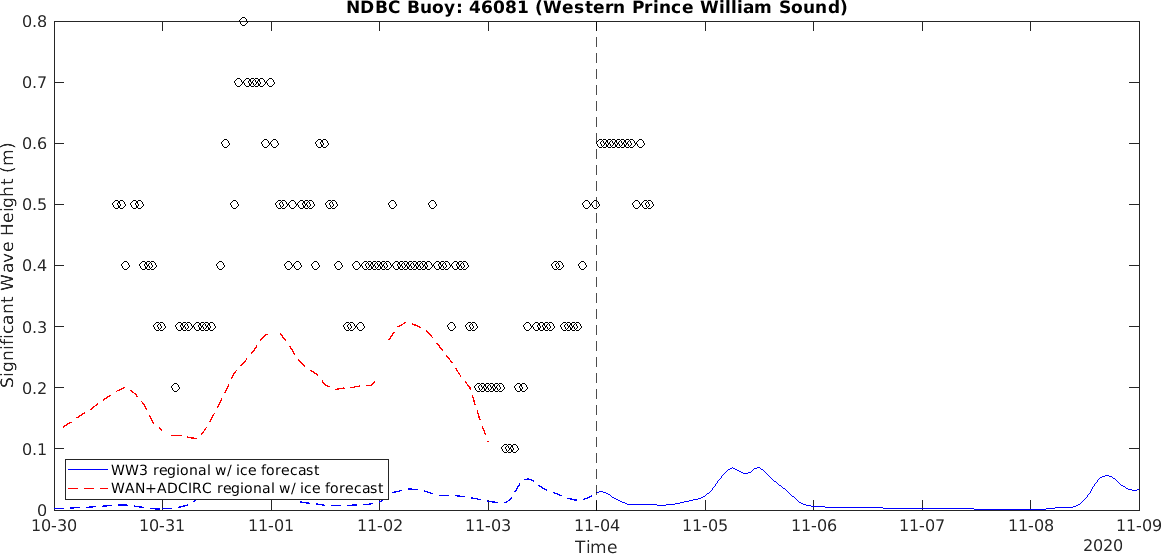 NDBC Buoy: 46081 (Western Prince William Sound)
Significant Wave Height (m)
0.8
0.7
0.6
0.5
0.4
0.3
0.2
0.1
0
WW3 regional w/ ice forecast
WAN+ADCIRC regional w/ ice forecast
10-30 10-31 11-01 11-02 11-03 11-04 11-05 11-06 11-07 11-08 11-09
Time
2020